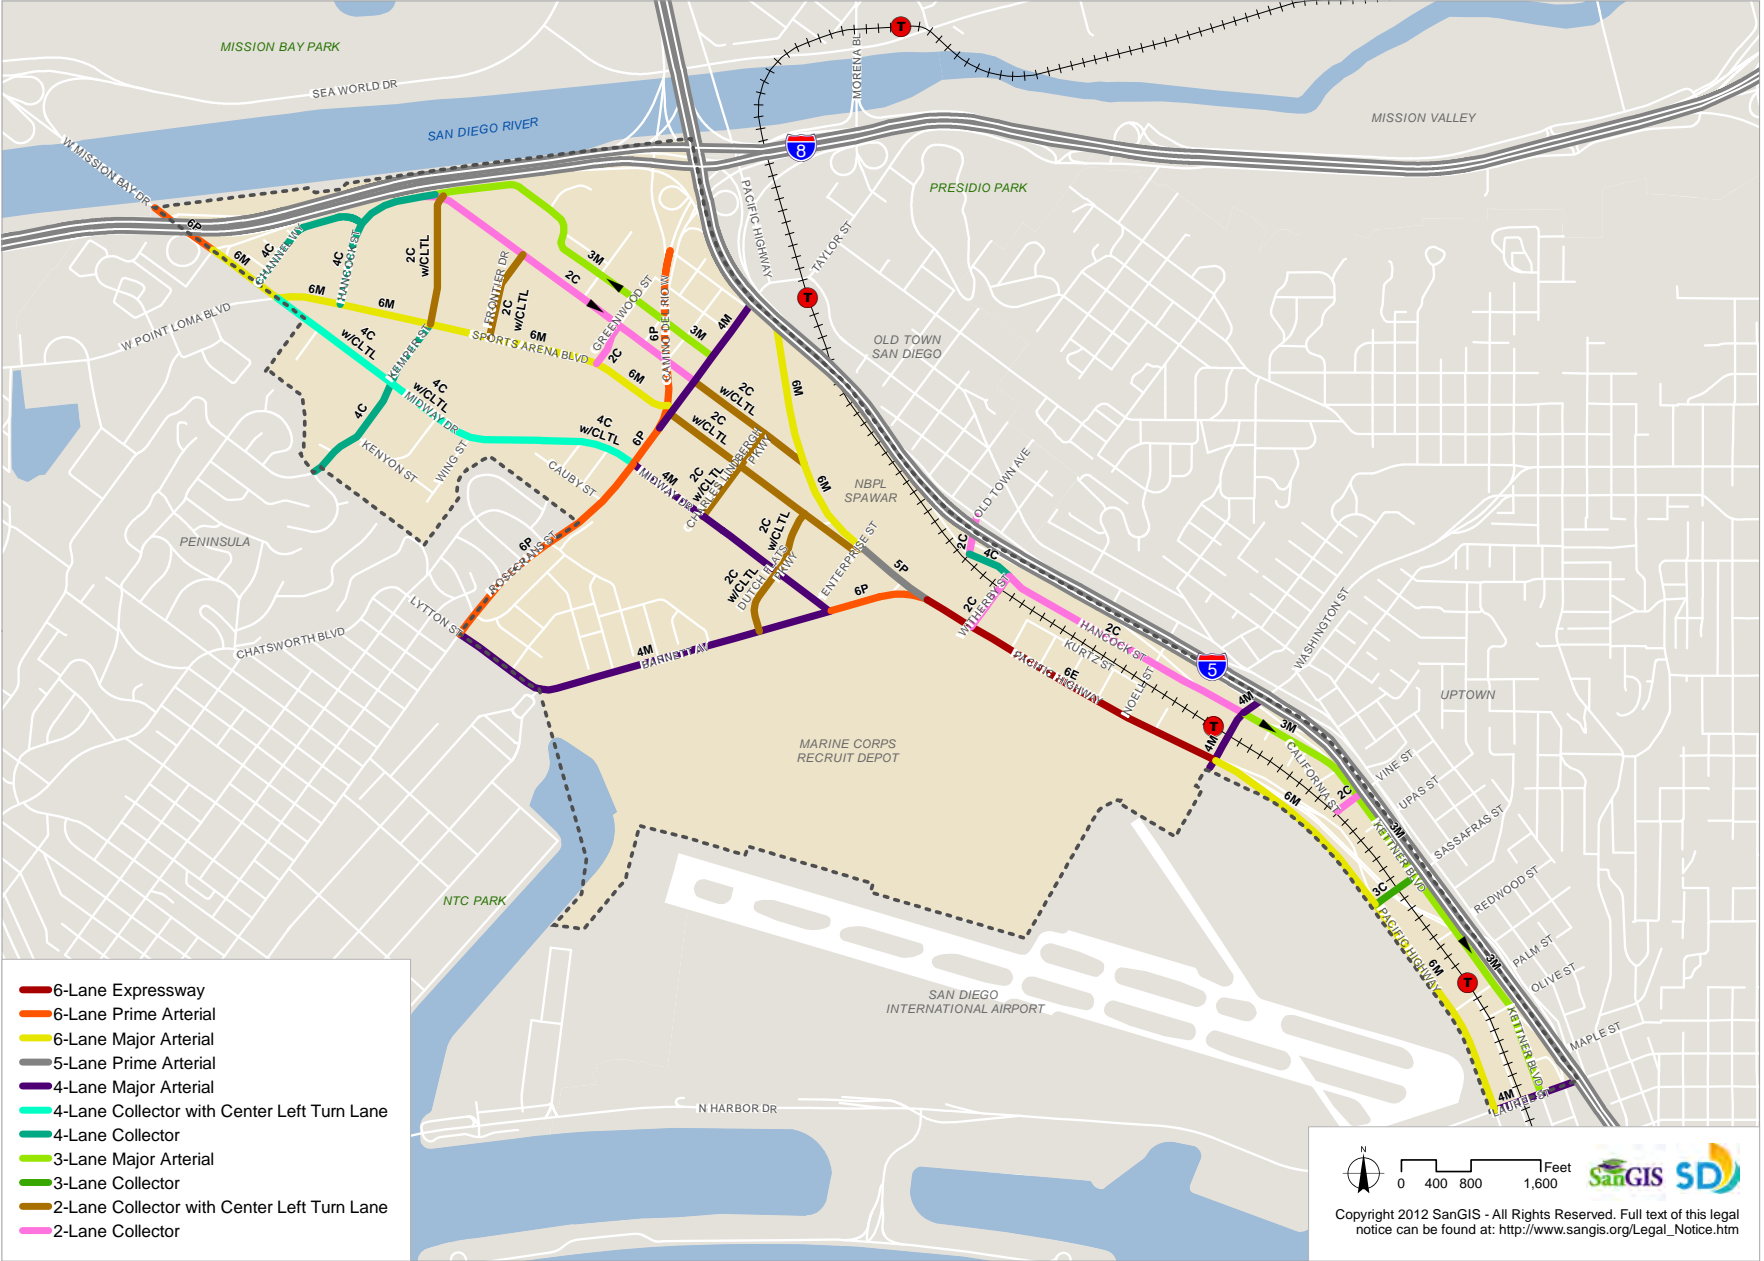 MISSION BAY PARK
SEA WORLD DR
SAN DIEGO RIVER
W MISSION BAY DR
MORENA BL
T
8
MISSION VALLEY
PRESIDIO PARK
PACIFIC HIGHWAY
TAYLOR ST
T
OLD TOWN
SAN DIEGO
6P
6M
4C
CHANNEL WY
4C
HANCOCK ST
2C
w/CLTL
FRONTIER DR
2C
w/CLTL
2C
3M
GREENWOOD ST
2C
6P
CAMINO DEL RIO W
3M
4M
6M
6M
6M
SPORTS ARENA BLVD
6M
6M
W POINT LOMA BLVD
4C
w/CLTL
KEMPER ST
4C
w/CLTL
MIDWAY DR
4C
KENYON ST
WING ST
4C
w/CLTL
CAUBY ST
6P
2C
w/CLTL
2C
w/CLTL
2C
w/CLTL
CHARLES LINDBERGH
PKWY
4M
MIDWAY DR
6M
NBPL
SPAWAR
OLD TOWN AVE
2C
4C
PENINSULA
6P
ROSECRANS ST
LYTTON ST
CHATSWORTH BLVD
2C
w/CLTL
2C
w/CLTL
DUTCH FLATS
PKWY
ENTERPRISE ST
5P
6P
4M
BARNETT AV
2C
WITHERBY ST
2C
HANCOCK ST
KURTZ ST
6E
PACIFIC HIGHWAY
NOELL ST
WASHINGTON ST
5
UPTOWN
4M
T
4M
3M
MARINE CORPS
RECRUIT DEPOT
CALIFORNIA ST
6M
2C
VINE ST
UPAS ST
3M
KETTNER BLVD
SASSAFRAS ST
3C
REDWOOD ST
PACIFIC HIGHWAY
6M
T
3M
PALM ST
OLIVE ST
KETTNER BLVD
MAPLE ST
4M
LAUREL ST
NTC PARK
SAN DIEGO
INTERNATIONAL AIRPORT
N HARBOR DR
6-Lane Expressway
6-Lane Prime Arterial
6-Lane Major Arterial
5-Lane Prime Arterial
4-Lane Major Arterial
4-Lane Collector with Center Left Turn Lane
4-Lane Collector
3-Lane Major Arterial
3-Lane Collector
2-Lane Collector with Center Left Turn Lane
2-Lane Collector
N
Feet
0 400 800 1,600
SanGIS SD
Copyright 2012 SanGIS - All Rights Reserved. Full text of this legal
notice can be found at: http://www.sangis.org/Legal_Notice.htm